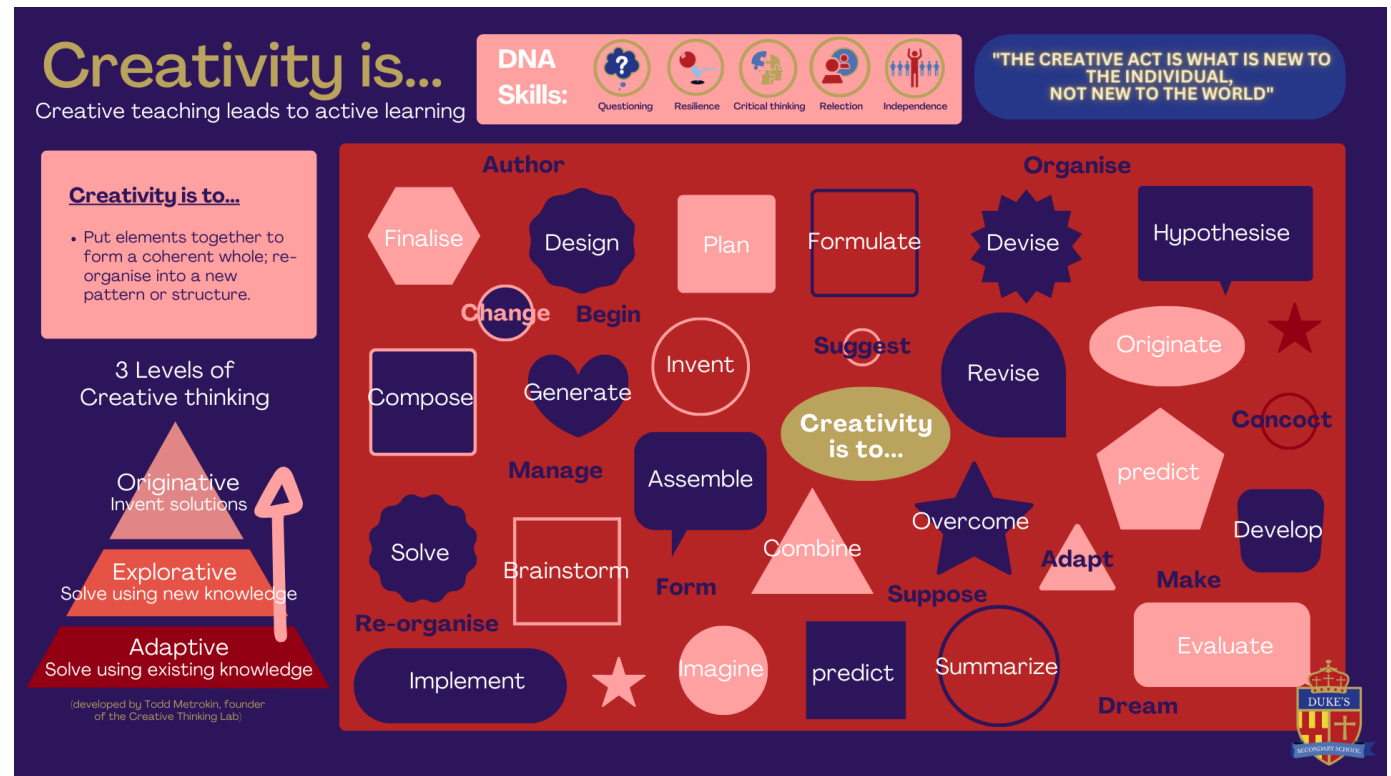 Creativity is...
Creative teaching leads to active learning
DNA
Skills:
Questioning
Resilience
Critical thinking
Relection
Independence
"THE CREATIVE ACT IS WHAT IS NEW TO
THE INDIVIDUAL,
NOT NEW TO THE WORLD"
Creativity is to...
• Put elements together to
form a coherent whole; re-
organise into a new
pattern or structure.
3 Levels of
Creative thinking
Originative
Invent solutions
Explorative
Solve using new knowledge
Adaptive
Solve using existing knowledge
(developed by Todd Metrokin, founder
of the Creative Thinking Lab)
Author
Organise
Finalise
Design
Plan
Formulate
Devise
Hypothesise
Change
Begin
Invent
Suggest
Revise
Originate
Compose
Generate
Creativity
is to...
Concoct
Manage
Assemble
predict
Solve
Brainstorm
Combine
Overcome
Develop
Form
Adapt
Make
Suppose
Re-organise
Implement
Imagine
predict
Summarize
Evaluate
Dream
DUKE'S
SECONDARY SCHOOL